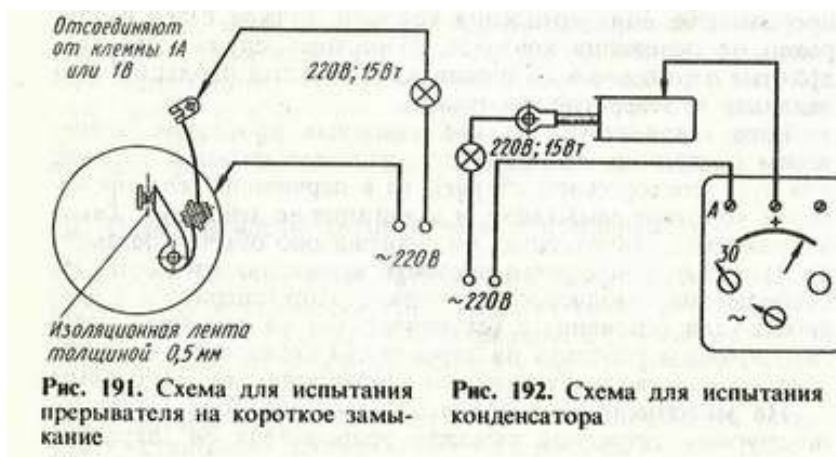 Отсоединяют
от клеммы 1А
или 1В
220В; 15Вт
~220В
Изоляционная лента
толщиной 0,5 мм
Рис. 191. Схема для испытания
прерывателя на короткое замы-
кание
220В; 15Вт
~220В
А
+
30
~
Рис. 192. Схема для испытания
конденсатора